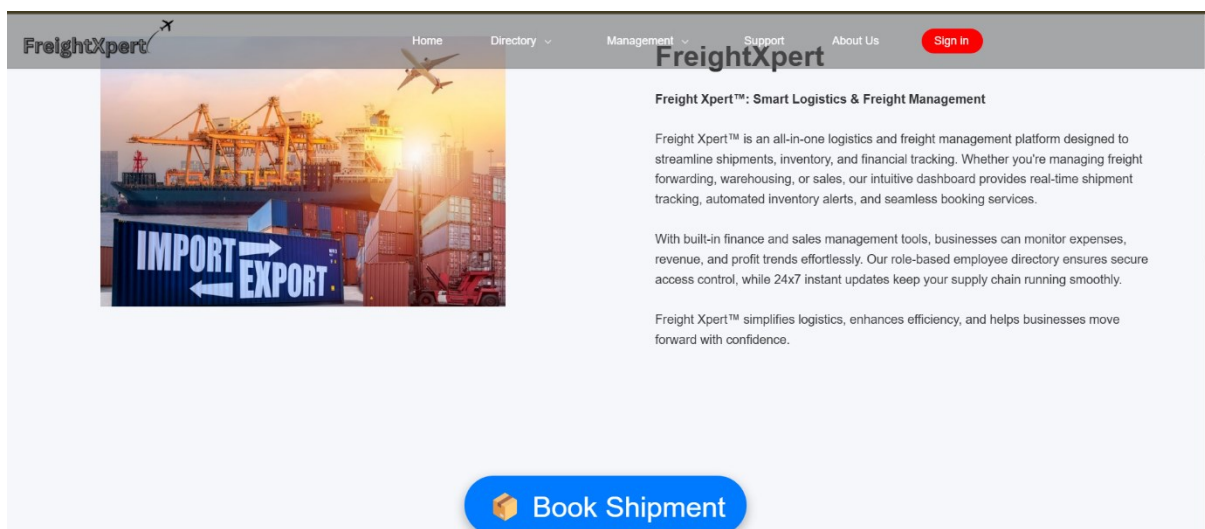 FreightXpert
Home Directory Management Support About Us Sign in
FreightXpert
IMPORT
EXPORT
Freight Xpert™: Smart Logistics & Freight Management
Freight Xpert™ is an all-in-one logistics and freight management platform designed to
streamline shipments, inventory, and financial tracking. Whether you're managing freight
forwarding, warehousing, or sales, our intuitive dashboard provides real-time shipment
tracking, automated inventory alerts, and seamless booking services.
With built-in finance and sales management tools, businesses can monitor expenses,
revenue, and profit trends effortlessly. Our role-based employee directory ensures secure
access control, while 24x7 instant updates keep your supply chain running smoothly.
Freight Xpert™ simplifies logistics, enhances efficiency, and helps businesses move
forward with confidence.
Book Shipment